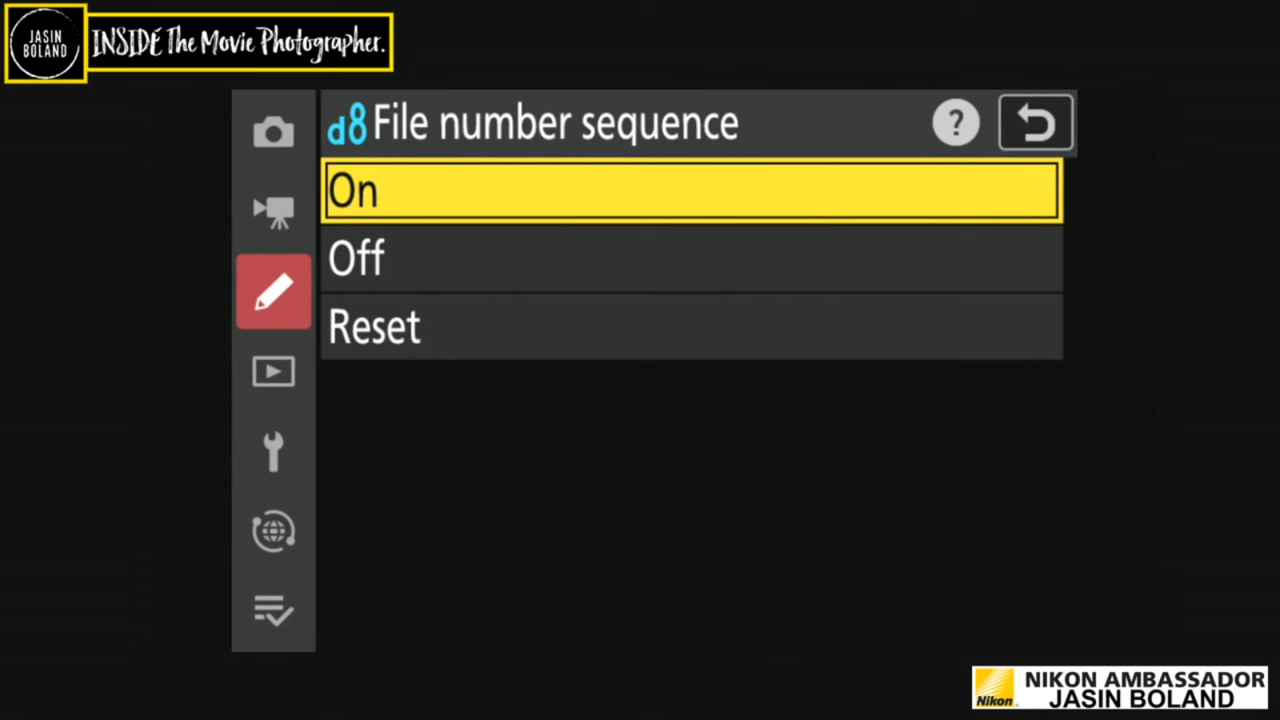 JASIN
BOLAND
INSIDE The Movie Photographer.
d8 File number sequence
?
On
Off
Reset
Nikon
NIKON AMBASSADOR
JASIN BOLAND